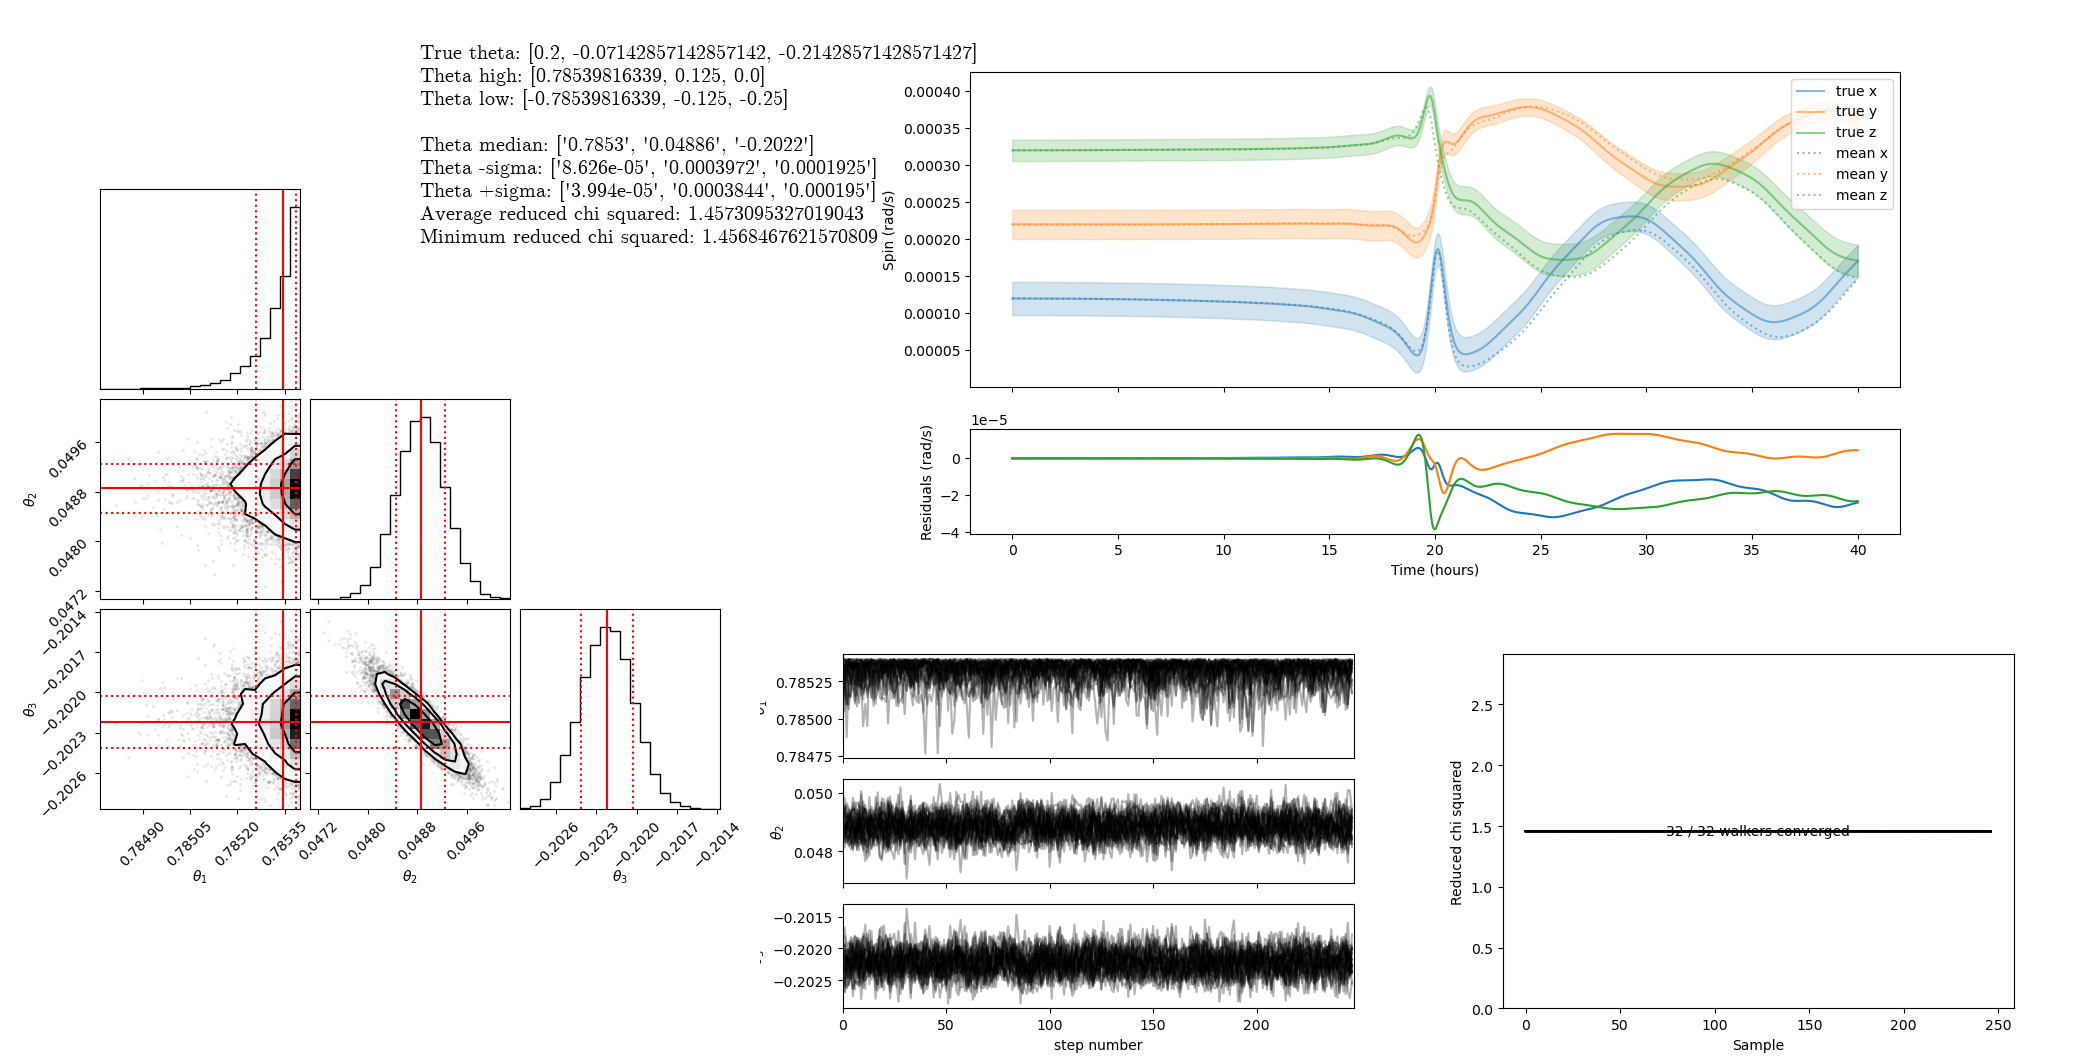 True theta: [0.2, -0.07142857142857142, -0.21428571428571427]
Theta high: [0.78539816339, 0.125, 0.0]
Theta low: [-0.78539816339, -0.125, -0.25]
Theta median: ['0.7853', '0.04886', '-0.2022']
Theta -sigma: ['8.626e-05', '0.0003972', '0.0001925']
Theta +sigma: ['3.994e-05', '0.0003844', '0.000195']
Average reduced chi squared: 1.4573095327019043
Minimum reduced chi squared: 1.4568467621570809
0.00040
0.00035
0.00030
0.00025
0.00020
0.00015
0.00010
0.00005
Spin (rad/s)
true x
true y
true z
mean x
mean y
mean z
1e−5
0
−2
−4
Residuals (rad/s)
0 5 10 15 20 25 30 35 40
Time (hours)
0.0496
0.0488
0.0480
0.0472
θ2
−0.2014
−0.2017
−0.2020
−0.2023
−0.2026
θ3
0.78490 0.78505 0.78520 0.78535
θ1
0.0472 0.0480 0.0488 0.0496
θ2
−0.2026 −0.2023 −0.2020 −0.2017 −0.2014
θ3
0.78525
0.78500
0.78475
0.050
0.048
θ2
−0.2015
−0.2020
−0.2025
0 50 100 150 200
step number
2.5
2.0
1.5
1.0
0.5
0.0
Reduced chi squared
32 / 32 walkers converged
0 50 100 150 200 250
Sample